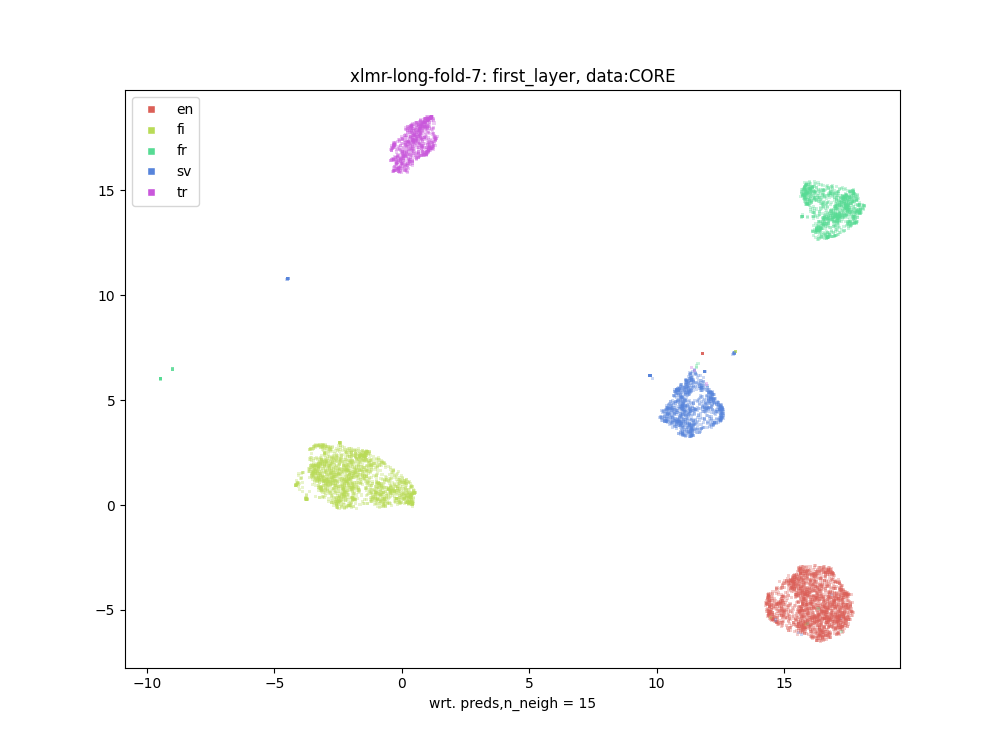 xlmr-long-fold-7: first_layer, data:CORE
en
fi
fr
sv
tr
15
10
5
0
−5
−10
−5
0
5
10
15
wrt. preds,n_neigh = 15